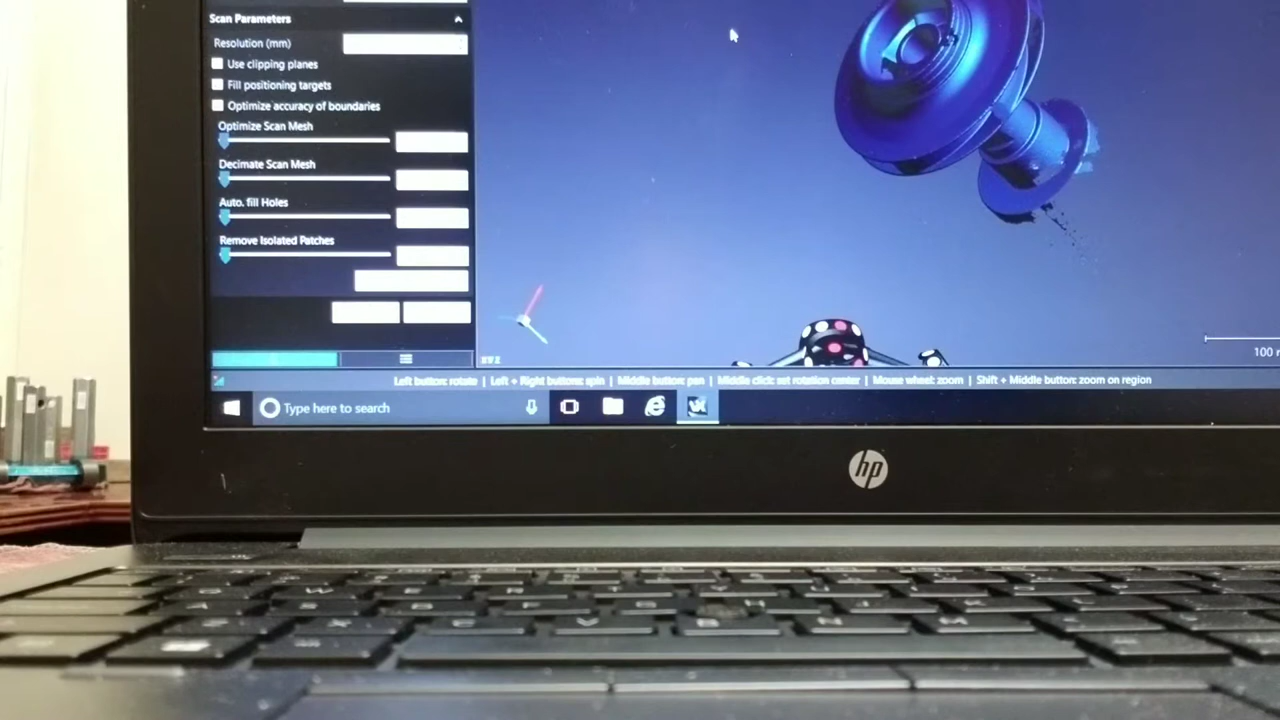 Scan Parameters
Resolution (mm)
Use clipping planes
Fill positioning targets
Optimize accuracy of boundaries
Optimize Scan Mesh
Decimate Scan Mesh
Auto. fill Holes
Remove Isolated Patches
100
Left button: rotate | Left + Right buttons: spin | Middle button: pan | Middle click: set rotation center | Mouse wheel: zoom | Shift + Middle button: zoom on region
Type here to search
hp